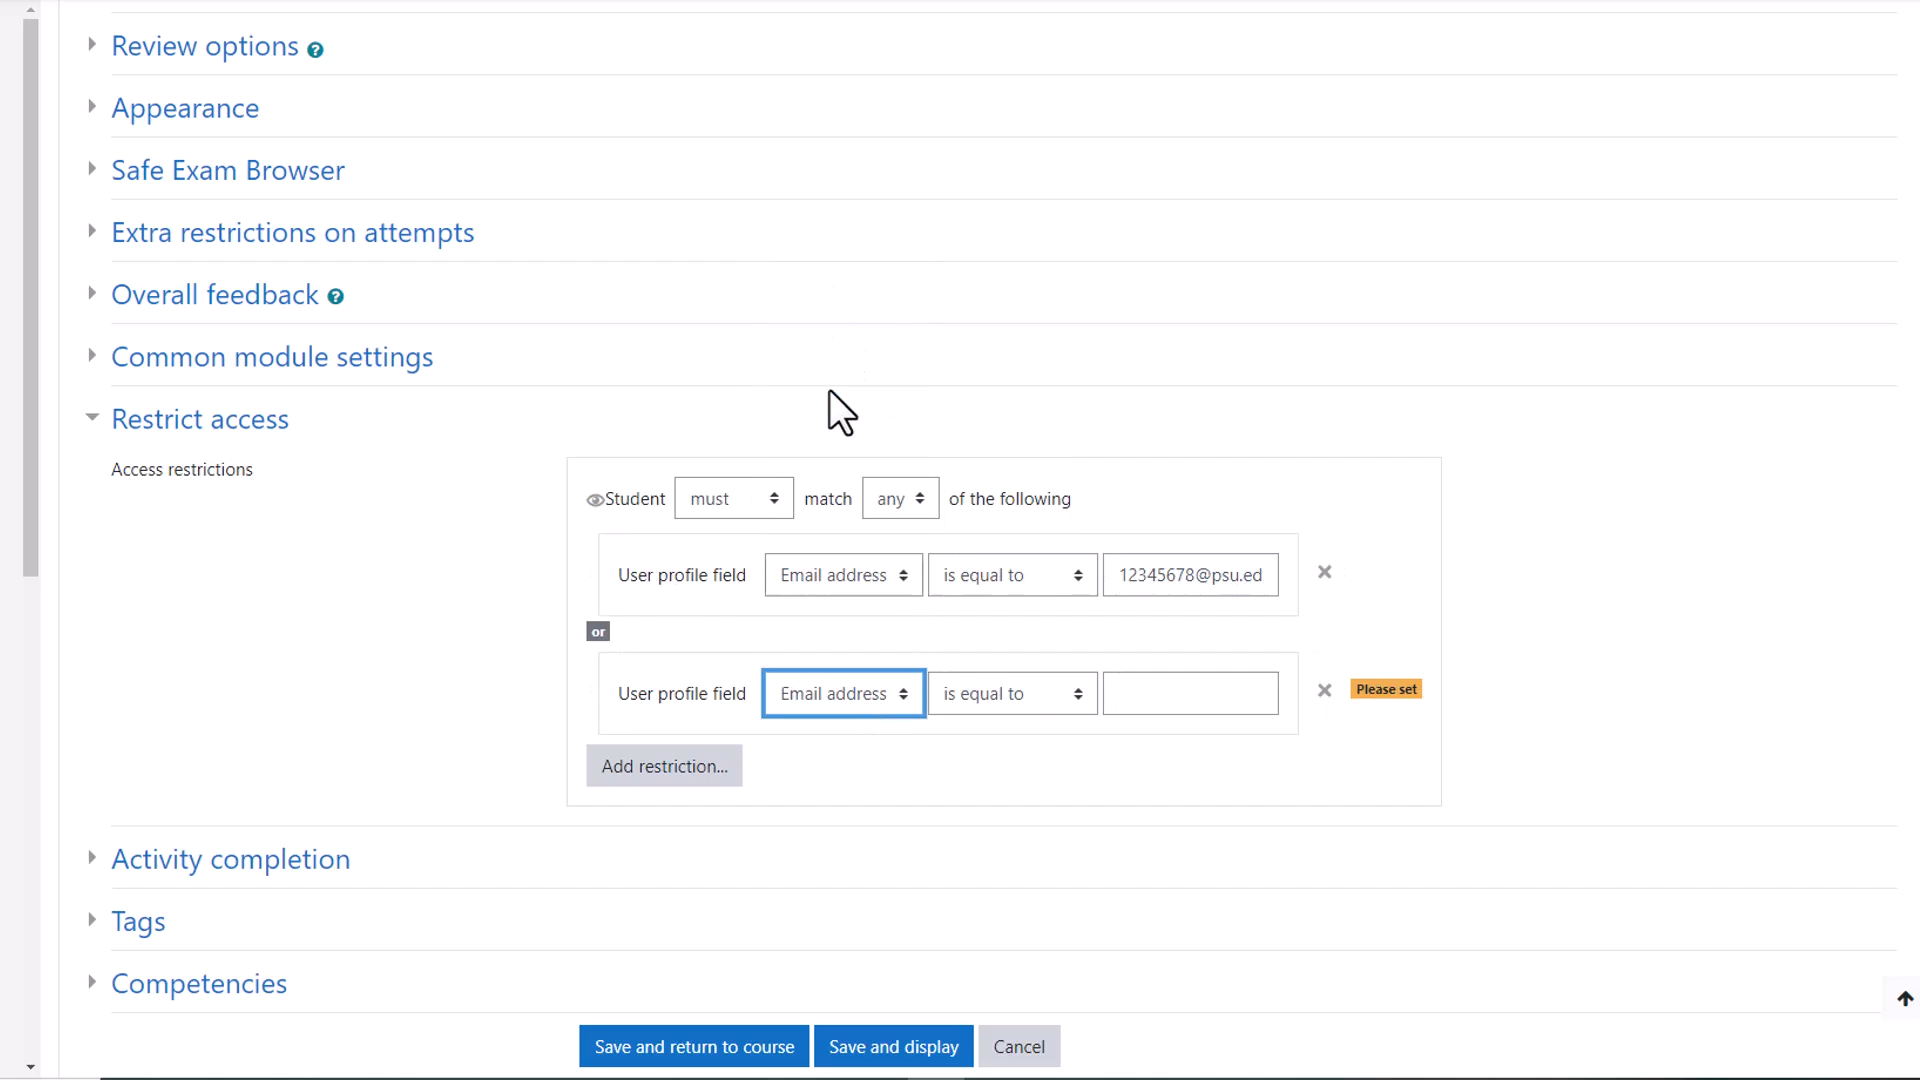 Review options
Appearance
Safe Exam Browser
Extra restrictions on attempts
Overall feedback
Common module settings
Restrict access
Access restrictions
Student must match any of the following
User profile field Email address is equal to 12345678@psu.ed
or
User profile field Email address is equal to Please set
Add restriction...
Activity completion
Tags
Competencies
Save and return to course Save and display Cancel